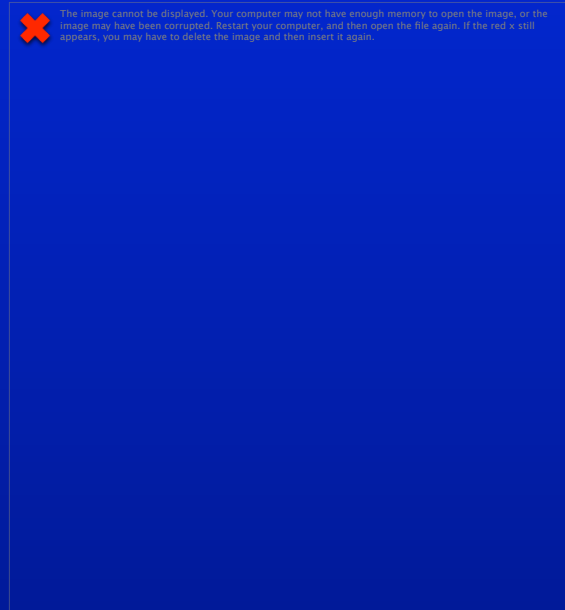 The image cannot be displayed. Your computer may not have enough memory to open the image, or the
image may have been corrupted. Restart your computer, and then open the file again. If the red x still
appears, you may have to delete the image and then insert it again.